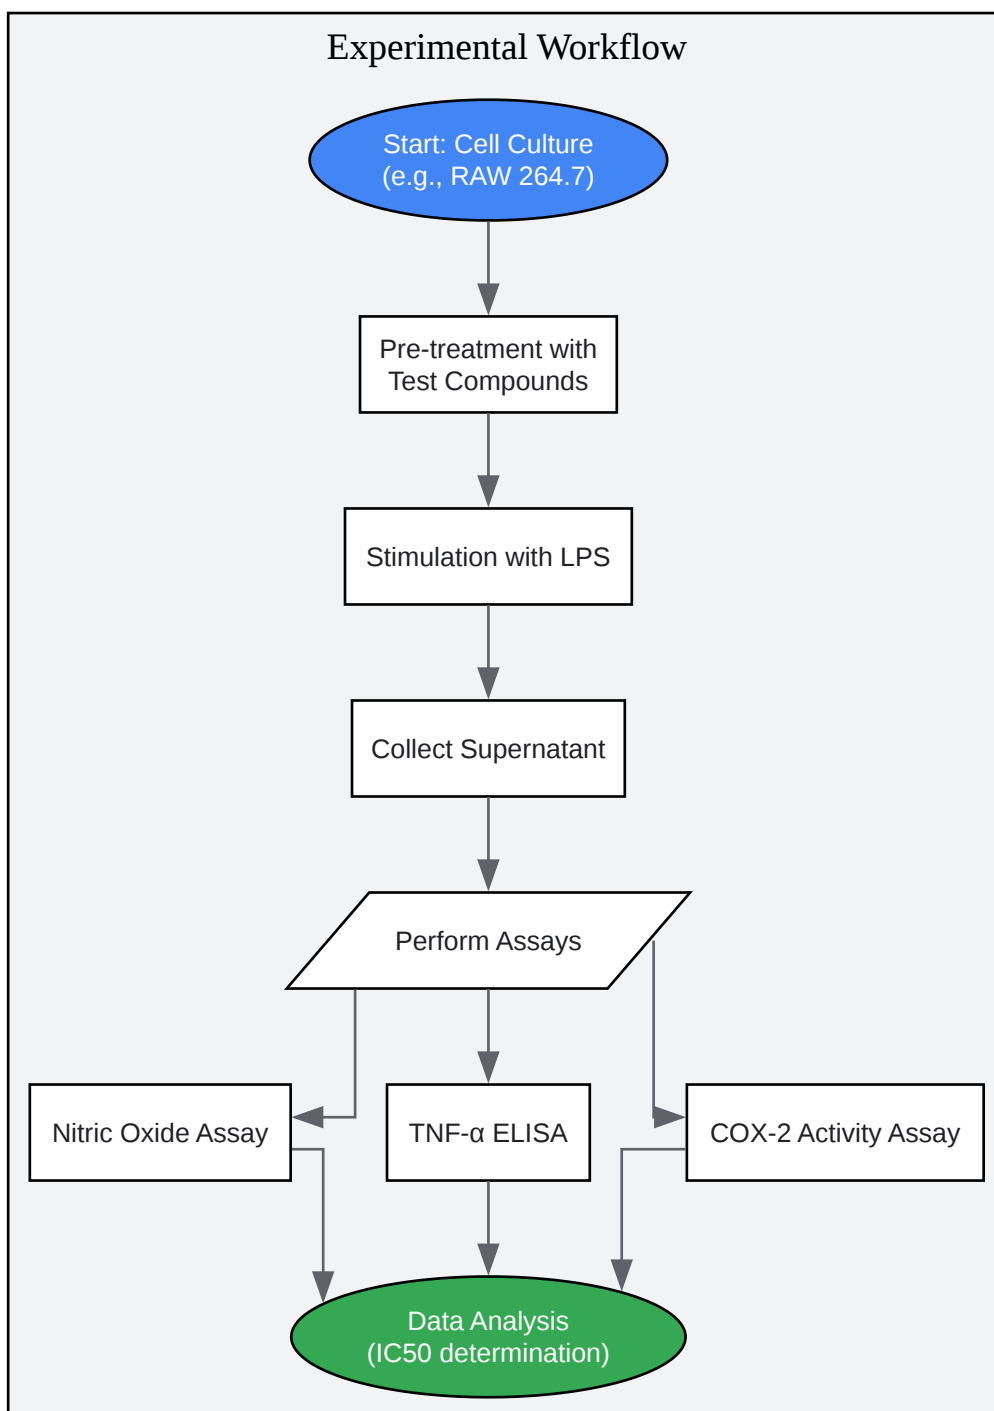 Experimental Workflow
Start: Cell Culture
(e.g., RAW 264.7)
Pre-treatment with
Test Compounds
Stimulation with LPS
Collect Supernatant
Perform Assays
Nitric Oxide Assay
TNF-α ELISA
COX-2 Activity Assay
Data Analysis
(IC50 determination)